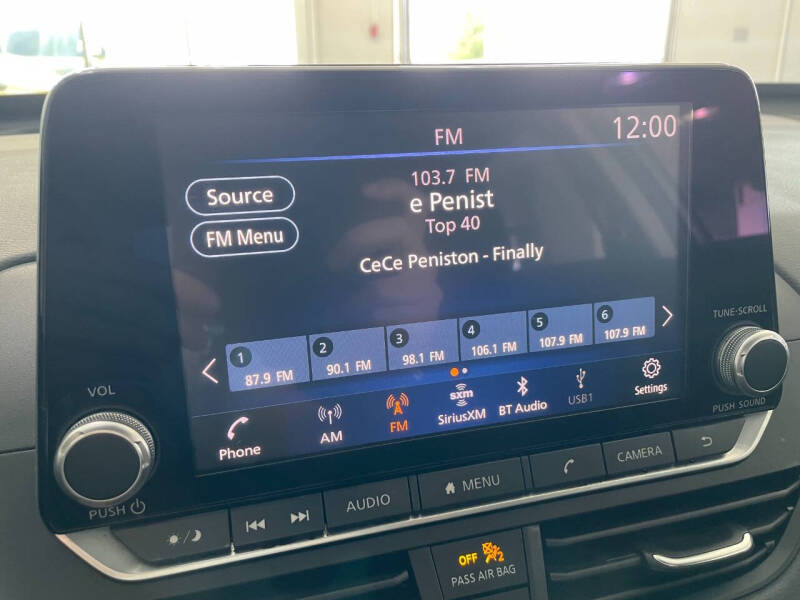 FM
12:00
Source
FM Menu
103.7 FM
e Penist
Top 40
CeCe Peniston - Finally
1
87.9 FM
2
90.1 FM
3
98.1 FM
4
106.1 FM
5
107.9 FM
6
107.9 FM
Phone
AM
FM
sxm
SiriusXM
BT Audio
USB1
Settings
VOL
PUSH
TUNE·SCROLL
PUSH SOUND
AUDIO
MENU
CAMERA
OFF
2
PASS AIR BAG